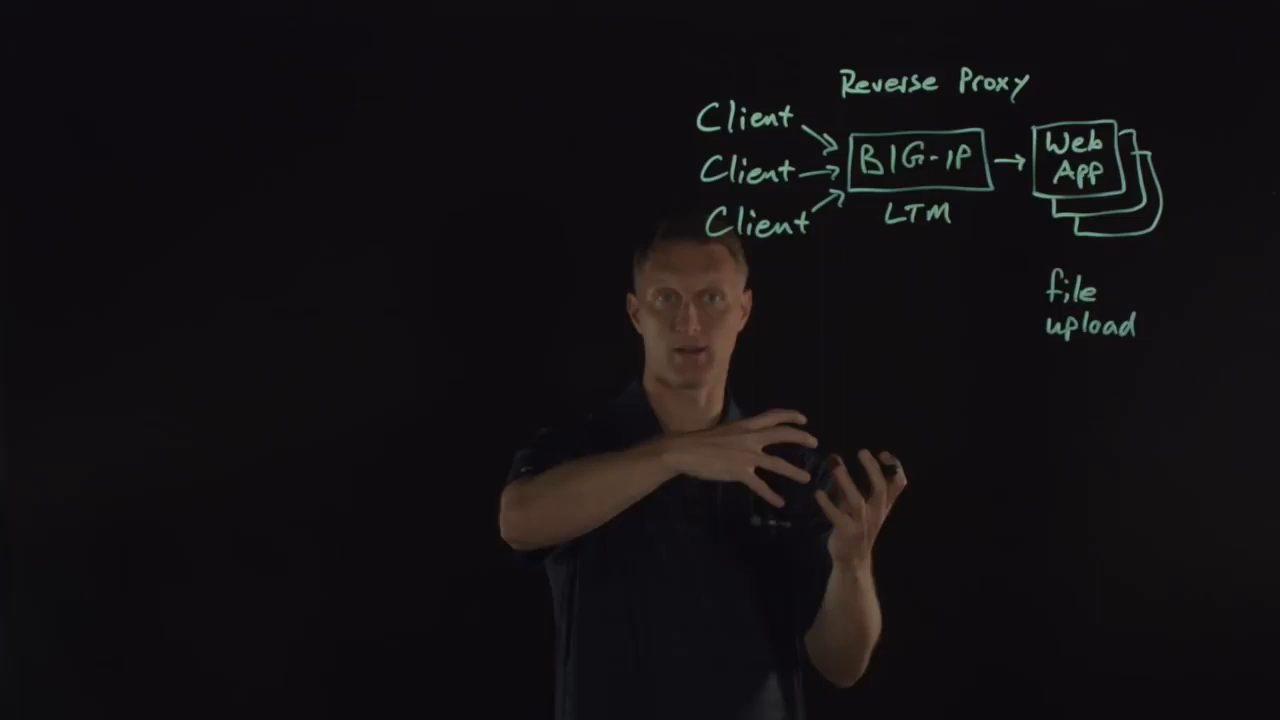 Reverse Proxy
Client
Client
Client
BIG-IP
LTM
Web
App
file
upload